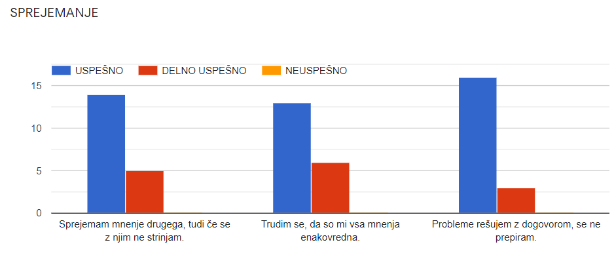 SPREJEMANJE
USPEŠNO DELNO USPEŠNO NEUSPEŠNO
15
10
5
0
Sprejemam mnenje drugega, tudi če se
z njim ne strinjam.
Trudim se, da so mi vsa mnenja
enakovredna.
Probleme rešujem z dogovorom, se ne
prepiram.